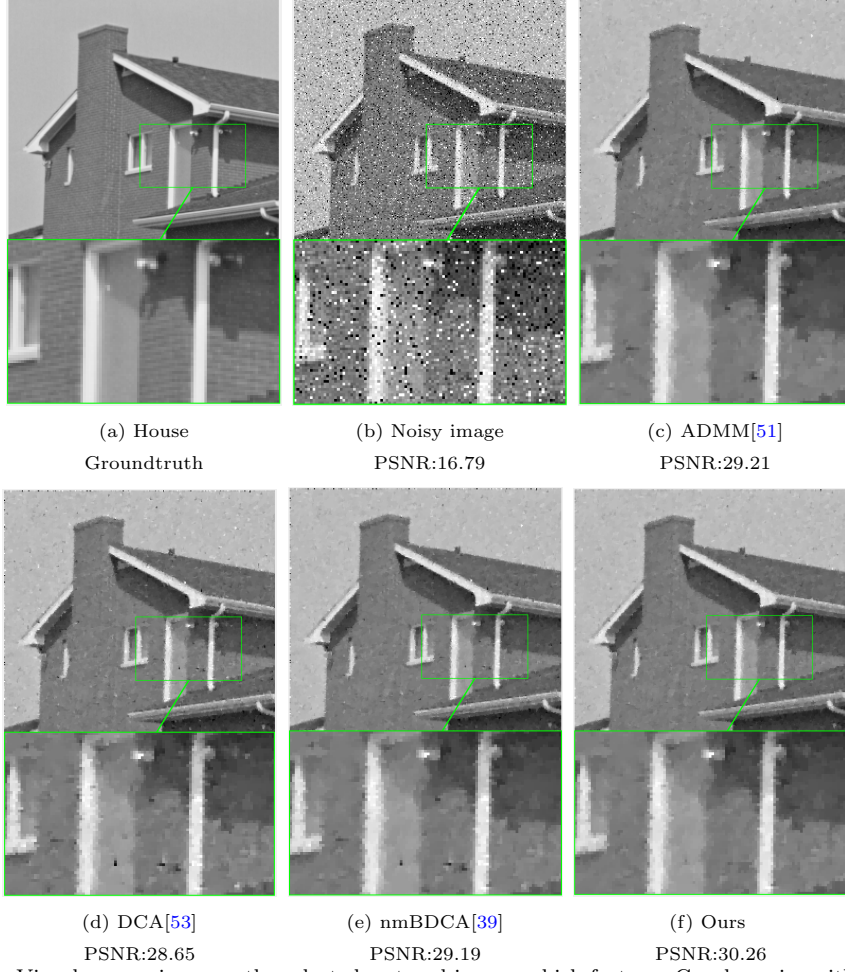 (a) House
Groundtruth
(b) Noisy image
PSNR:16.79
(c) ADMM[51]
PSNR:29.21
(d) DCA[53]
PSNR:28.65
(e) nmBDCA[39]
PSNR:29.19
(f) Ours
PSNR:30.26